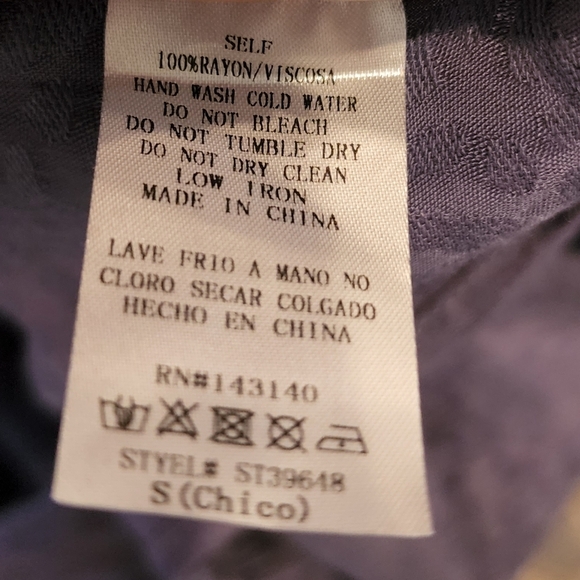 SELF
100%RAYON/VISCOSA
HAND WASH COLD WATER
DO NOT BLEACH
DO NOT TUMBLE DRY
DO NOT DRY CLEAN
LOW IRON
MADE IN CHINA
LAVE FRIO A MANO NO
CLORO SECAR COLGADO
HECHO EN CHINA
RN#143140
STYEL# ST39648
S(Chico)